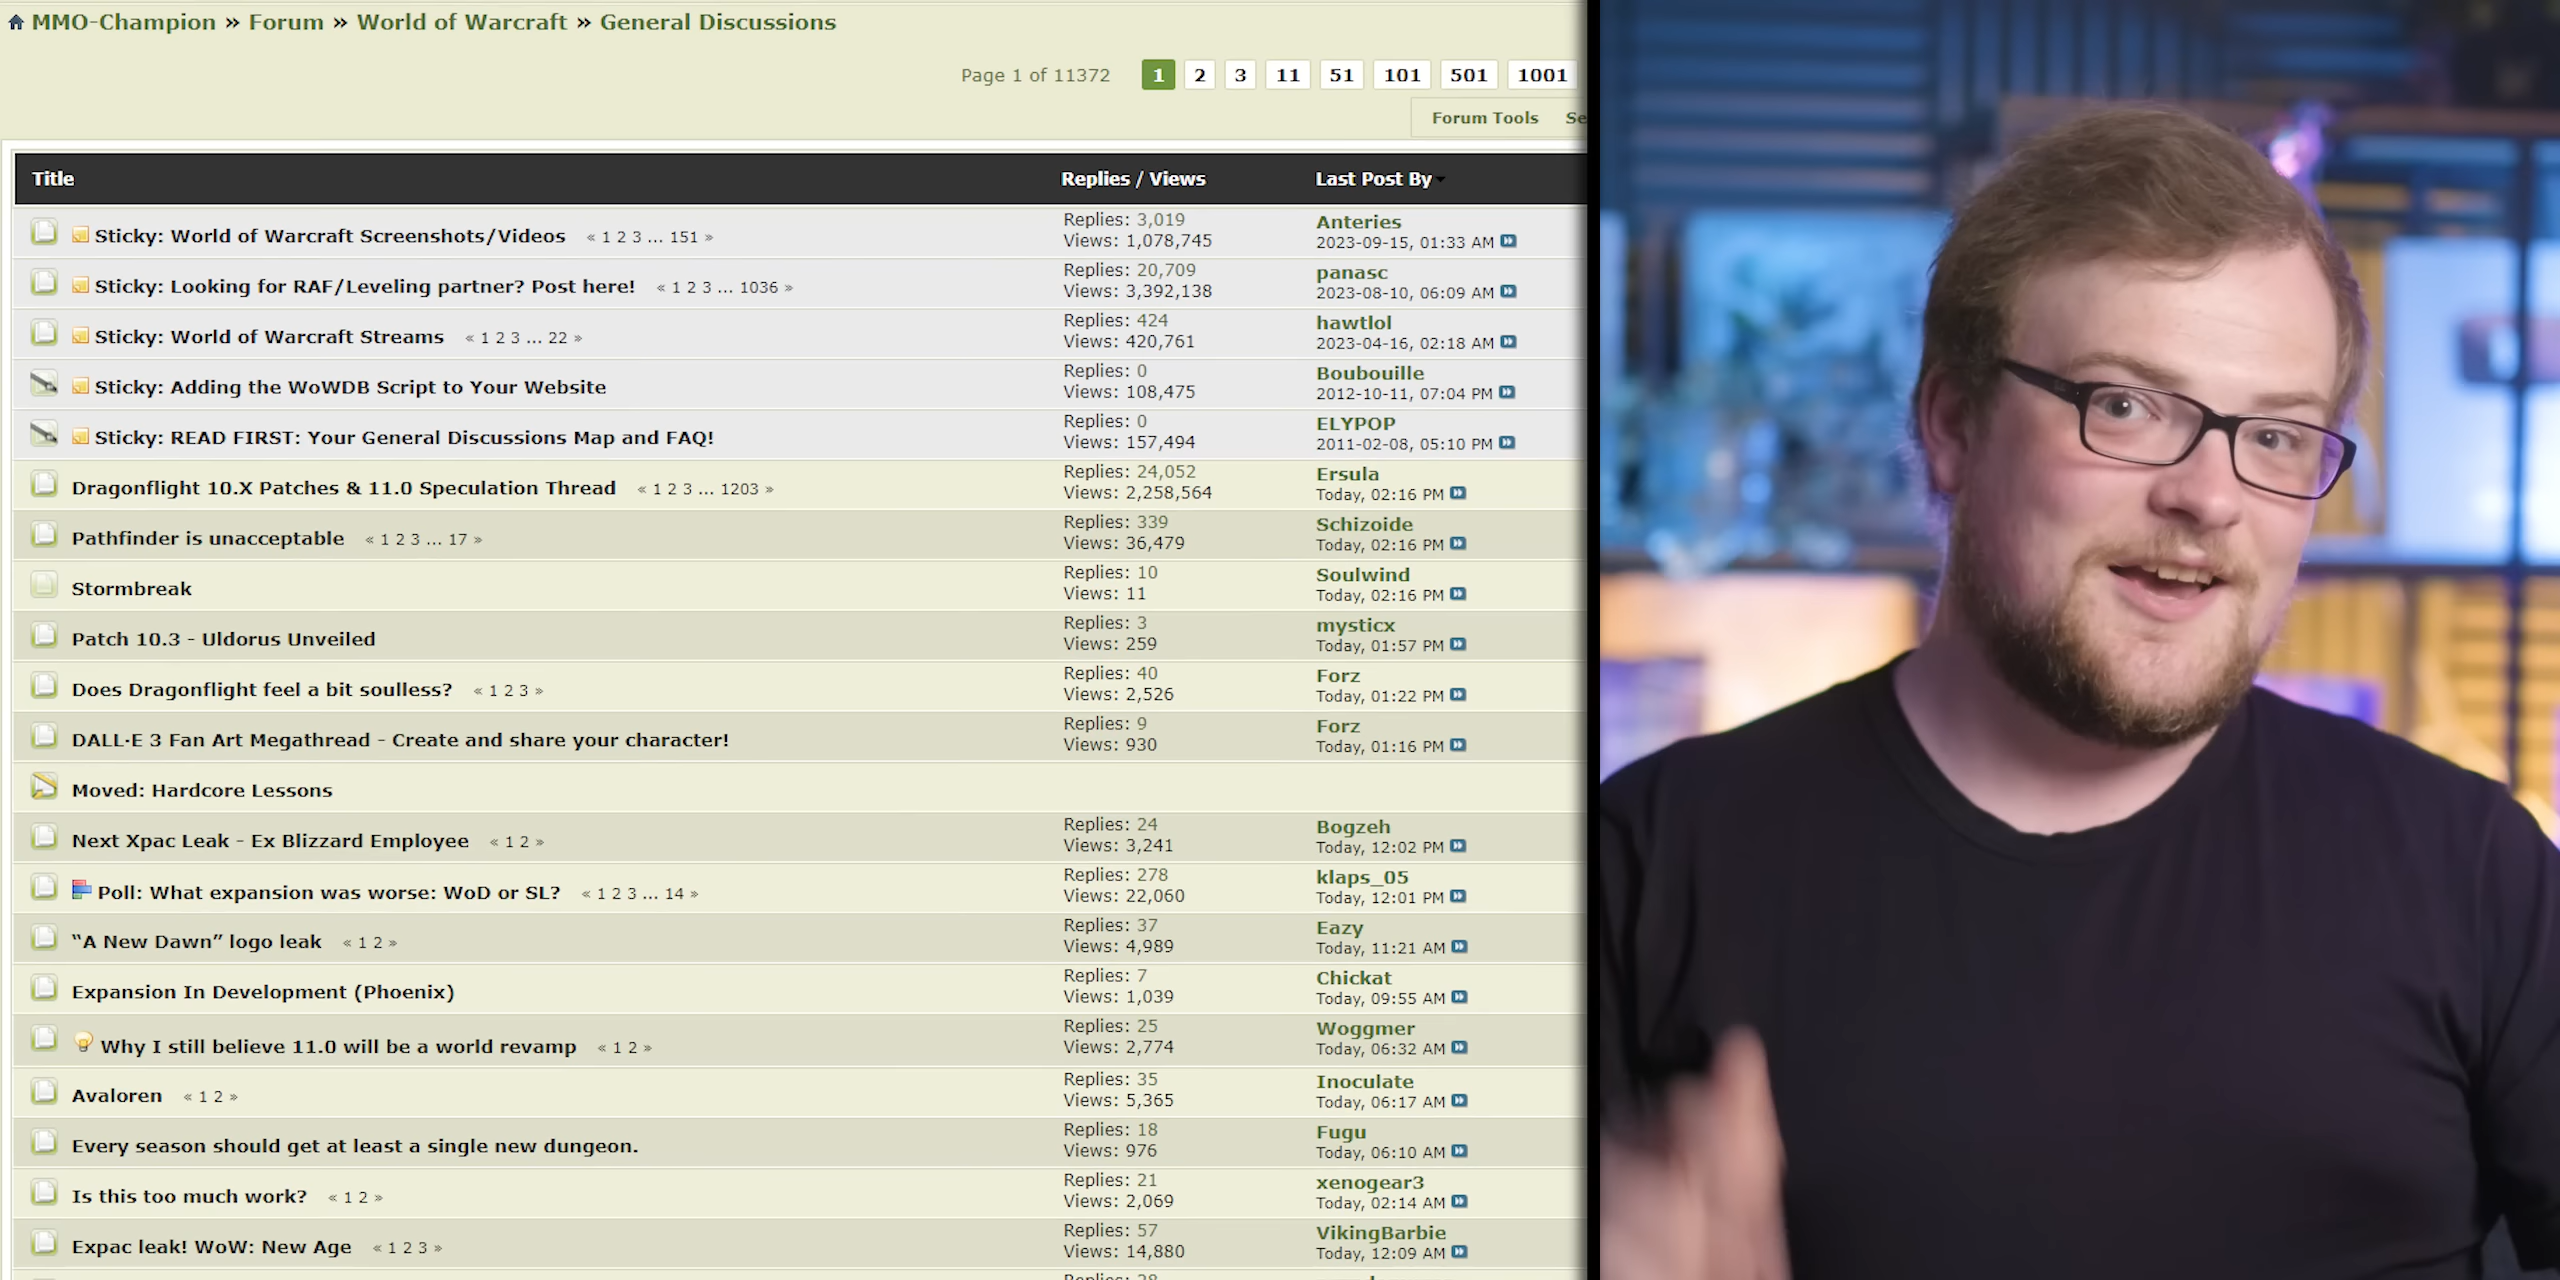 MMO-Champion » Forum » World of Warcraft » General Discussions
Page 1 of 11372 1 2 3 11 51 101 501 1001
Forum Tools Se
Title Replies / Views Last Post By
Sticky: World of Warcraft Screenshots/Videos « 1 2 3 ... 151 » Replies: 3,019 Anteries
Views: 1,078,745 2023-09-15, 01:33 AM
Sticky: Looking for RAF/Leveling partner? Post here! « 1 2 3 ... 1036 » Replies: 20,709 panasc
Views: 3,392,138 2023-08-10, 06:09 AM
Sticky: World of Warcraft Streams « 1 2 3 ... 22 » Replies: 424 hawtlol
Views: 420,761 2023-04-16, 02:18 AM
Sticky: Adding the WoWDB Script to Your Website Replies: 0 Boubouille
Views: 108,475 2012-10-11, 07:04 PM
Sticky: READ FIRST: Your General Discussions Map and FAQ! Replies: 0 ELYPOP
Views: 157,494 2011-02-08, 05:10 PM
Dragonflight 10.X Patches & 11.0 Speculation Thread « 1 2 3 ... 1203 » Replies: 24,052 Ersula
Views: 2,258,564 Today, 02:16 PM
Pathfinder is unacceptable « 1 2 3 ... 17 » Replies: 339 Schizoide
Views: 36,479 Today, 02:16 PM
Stormbreak Replies: 10 Soulwind
Views: 11 Today, 02:16 PM
Patch 10.3 - Uldorus Unveiled Replies: 3 mysticx
Views: 259 Today, 01:57 PM
Does Dragonflight feel a bit soulless? « 1 2 3 » Replies: 40 Forz
Views: 2,526 Today, 01:22 PM
DALL·E 3 Fan Art Megathread - Create and share your character! Replies: 9 Forz
Views: 930 Today, 01:16 PM
Moved: Hardcore Lessons
Next Xpac Leak - Ex Blizzard Employee « 1 2 » Replies: 24 Bogzeh
Views: 3,241 Today, 12:02 PM
Poll: What expansion was worse: WoD or SL? « 1 2 3 ... 14 » Replies: 278 klaps_05
Views: 22,060 Today, 12:01 PM
“A New Dawn” logo leak « 1 2 » Replies: 37 Eazy
Views: 4,989 Today, 11:21 AM
Expansion In Development (Phoenix) Replies: 7 Chickat
Views: 1,039 Today, 09:55 AM
Why I still believe 11.0 will be a world revamp « 1 2 » Replies: 25 Woggmer
Views: 2,774 Today, 06:32 AM
Avaloren « 1 2 » Replies: 35 Inoculate
Views: 5,365 Today, 06:17 AM
Every season should get at least a single new dungeon. Replies: 18 Fugu
Views: 976 Today, 06:10 AM
Is this too much work? « 1 2 » Replies: 21 xenogear3
Views: 2,069 Today, 02:14 AM
Expac leak! WoW: New Age « 1 2 3 » Replies: 57 VikingBarbie
Views: 14,880 Today, 12:09 AM